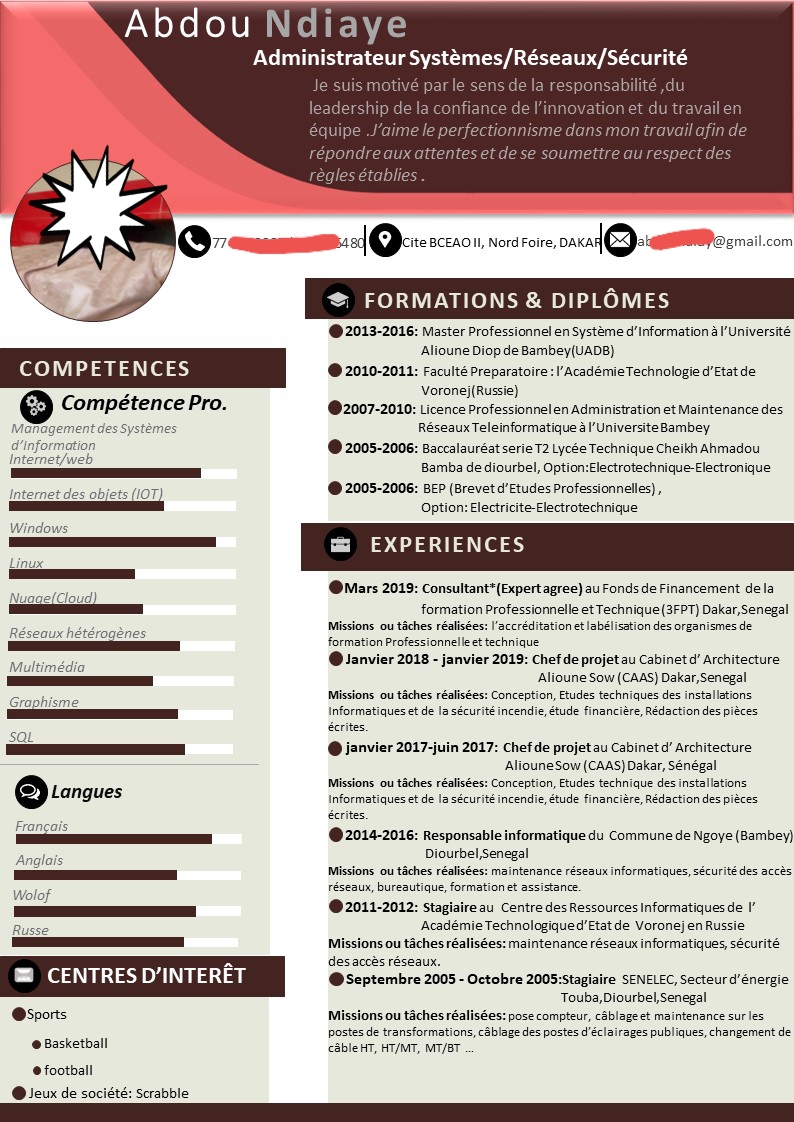 Abdou Ndiaye
Administrateur Systèmes/Réseaux/Sécurité
Je suis motivé par le sens de la responsabilité ,du
leadership de la confiance de l'innovation et du travail en
équipe .J'aime le perfectionnisme dans mon travail afin de
répondre aux attentes et de se soumettre au respect des
règles établies .
77
480
Cite BCEAO II, Nord Foire, DAKAR
@gmail.com
COMPETENCES
Compétence Pro.
Management des Systèmes
d'Information
Internet/web
Internet des objets (IOT)
Windows
Linux
Nuage(Cloud)
Réseaux hétérogènes
Multimédia
Graphisme
SQL
Langues
Français
Anglais
Wolof
Russe
CENTRES D'INTERÊT
Sports
Basketball
football
Jeux de société: Scrabble
FORMATIONS & DIPLÔMES
2013-2016: Master Professionnel en Système d'Information à l'Université
Alioune Diop de Bambey(UADB)
2010-2011: Faculté Preparatoire : l'Académie Technologie d'Etat de
Voronej(Russie)
2007-2010: Licence Professionnel en Administration et Maintenance des
Réseaux Teleinformatique à l'Universite Bambey
2005-2006: Baccalauréat serie T2 Lycée Technique Cheikh Ahmadou
Bamba de diourbel, Option:Electrotechnique-Electronique
2005-2006: BEP (Brevet d'Etudes Professionnelles) ,
Option: Electricite-Electrotechnique
EXPERIENCES
Mars 2019: Consultant*(Expert agree) au Fonds de Financement de la
formation Professionnelle et Technique (3FPT) Dakar,Senegal
Missions ou tâches réalisées: l'accréditation et labélisation des organismes de
formation Professionnelle et technique
Janvier 2018 - janvier 2019: Chef de projet au Cabinet d' Architecture
Alioune Sow (CAAS) Dakar,Senegal
Missions ou tâches réalisées: Conception, Etudes techniques des installations
Informatiques et de la sécurité incendie, étude financière, Rédaction des pièces
écrites.
janvier 2017-juin 2017: Chef de projet au Cabinet d' Architecture
Alioune Sow (CAAS) Dakar, Sénégal
Missions ou tâches réalisées: Conception, Etudes technique des installations
Informatiques et de la sécurité incendie, étude financière, Rédaction des pièces
écrites.
2014-2016: Responsable informatique du Commune de Ngoye (Bambey)
Diourbel,Senegal
Missions ou tâches réalisées: maintenance réseaux informatiques, sécurité des accès
réseaux, bureautique, formation et assistance.
2011-2012: Stagiaire au Centre des Ressources Informatiques de l'
Académie Technologique d'Etat de Voronej en Russie
Missions ou tâches réalisées: maintenance réseaux informatiques, sécurité
des accès réseaux.
Septembre 2005 - Octobre 2005:Stagiaire SENELEC, Secteur d'énergie
Touba,Diourbel,Senegal
Missions ou tâches réalisées: pose compteur, câblage et maintenance sur les
postes de transformations, câblage des postes d'éclairages publiques, changement de
câble HT, HT/MT, MT/BT ...